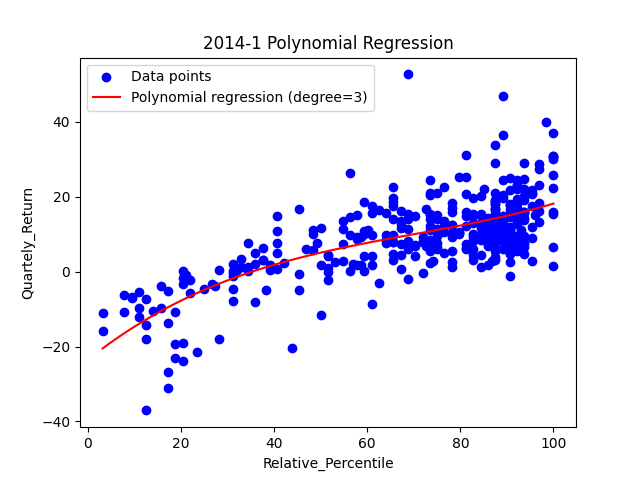 2014-1 Polynomial Regression
Data points
Polynomial regression (degree=3)
40
20
0
−20
−40
Quartely_Return
0 20 40 60 80 100
Relative_Percentile